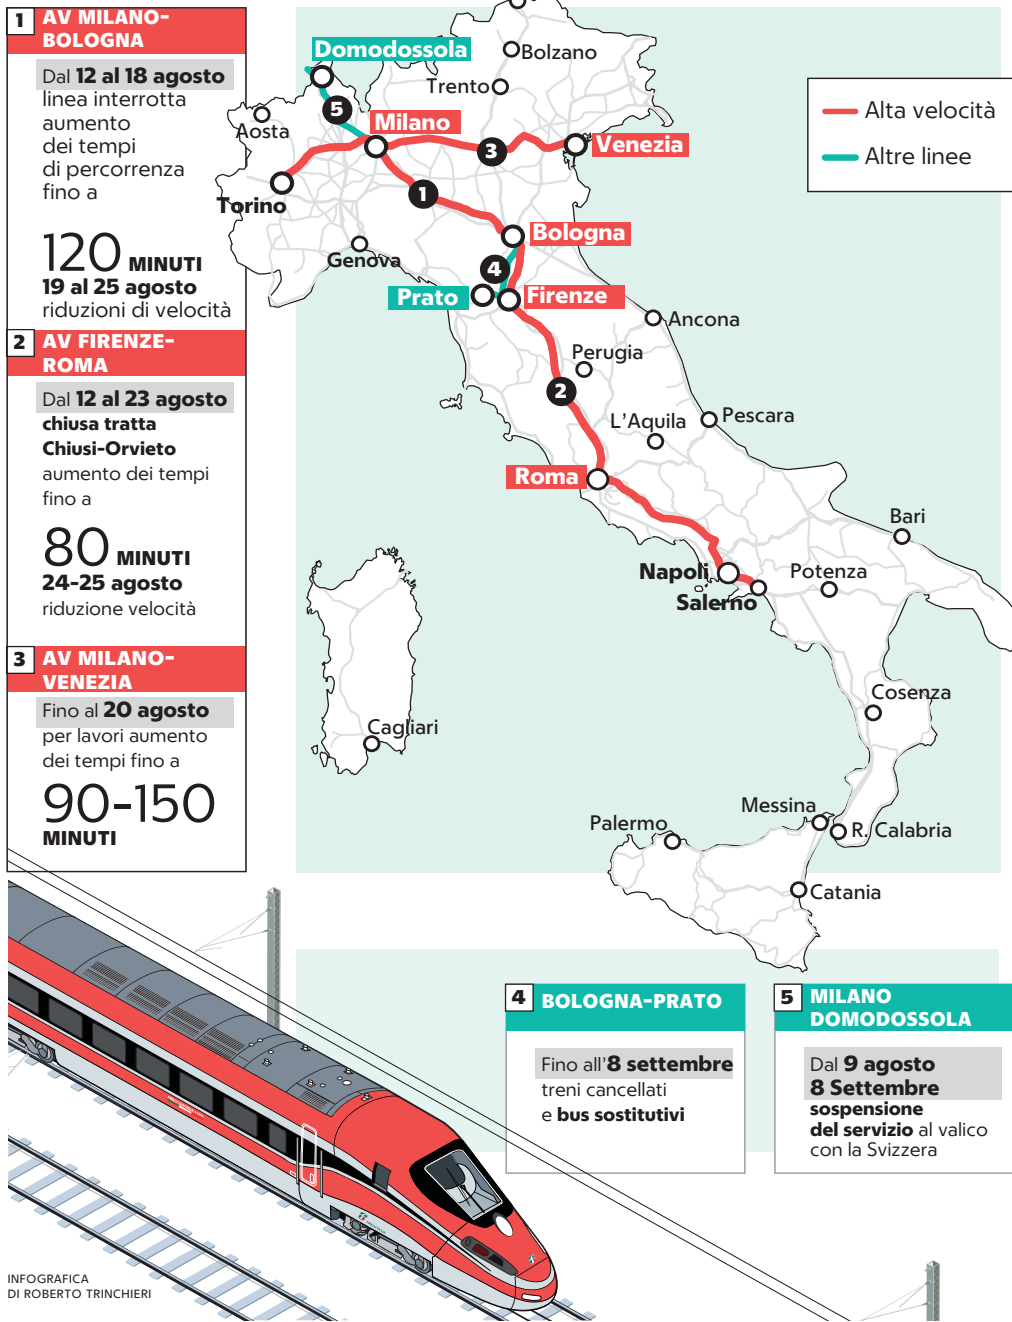 1 AV MILANO-
BOLOGNA
Dal 12 al 18 agosto
linea interrotta
aumento
dei tempi
di percorrenza
fino a
120 MINUTI
19 al 25 agosto
riduzioni di velocità
2 AV FIRENZE-
ROMA
Dal 12 al 23 agosto
chiusa tratta
Chiusi-Orvieto
aumento dei tempi
fino a
80 MINUTI
24-25 agosto
riduzione velocità
3 AV MILANO-
VENEZIA
Fino al 20 agosto
per lavori aumento
dei tempi fino a
90-150
MINUTI
Domodossola
Bolzano
Trento
5
Aosta
Milano
3
Venezia
Torino
1
Bologna
Genova
4
Prato
Firenze
Ancona
Perugia
2
L'Aquila
Pescara
Roma
Bari
Napoli
Potenza
Salerno
Cosenza
Cagliari
Messina
Palermo
R. Calabria
Catania
Alta velocità
Altre linee
4 BOLOGNA-PRATO
Fino all'8 settembre
treni cancellati
e bus sostitutivi
5 MILANO
DOMODOSSOLA
Dal 9 agosto
8 Settembre
sospensione
del servizio al valico
con la Svizzera
INFOGRAFICA
DI ROBERTO TRINCHIERI